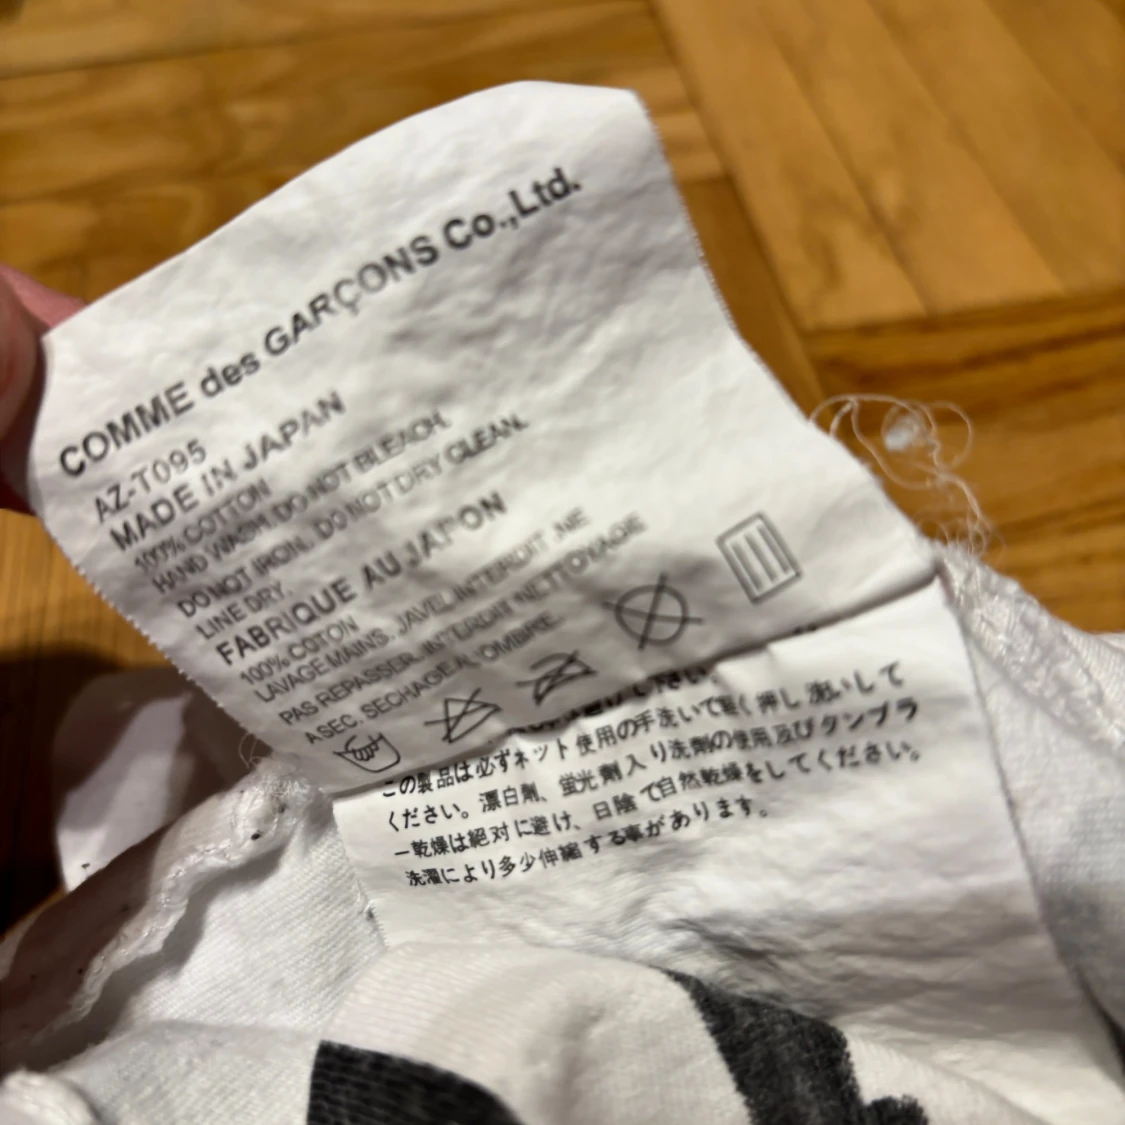 COMME des GARÇONS Co.,Ltd.
AZ-T095
MADE IN JAPAN
100% COTTON
HAND WASH. DO NOT BLEACH.
DO NOT IRON. DO NOT DRY CLEAN.
LINE DRY.
FABRIQUE AU JAPON
100% COTON
LAVAGE MAINS. JAVEL INTERDIT .NE
PAS REPASSER. INTERDIT NETTOYAGE
A SEC. SECHAGE A L'OMBRE.
ください
この製品は必ずネット使用の手洗いで軽く押し洗いして
ください。漂白剤、蛍光剤入り洗剤の使用及びタンブラ
ー乾燥は絶対に避け、日陰で自然乾燥をしてください。
洗濯により多少伸縮する事があります。